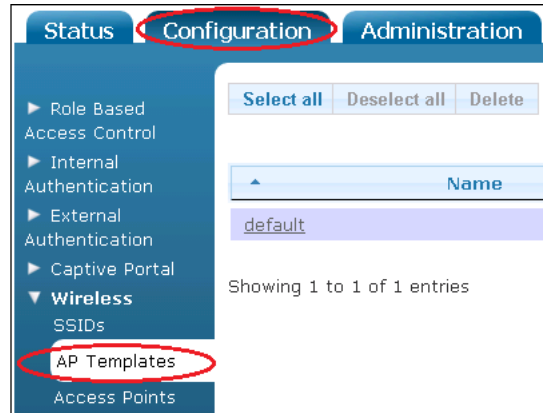 Status Configuration Administration
Role Based
Access Control
Internal
Authentication
External
Authentication
Captive Portal
Wireless
SSIDs
AP Templates
Access Points
Select all Deselect all Delete
Name
default
Showing 1 to 1 of 1 entries